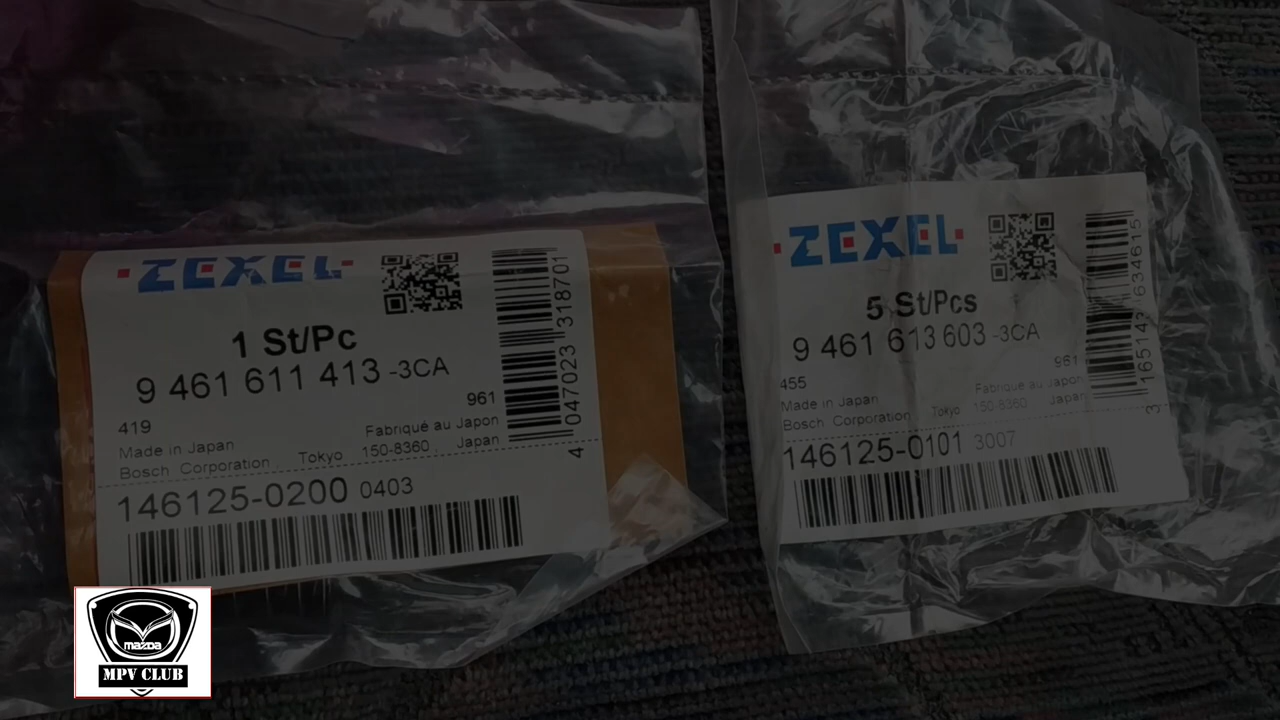 ZEXEL
1 St/Pc
9 461 611 413 -3CA
961
419
Fabriqué au Japon
Made in Japan
150-8360, Japan
Bosch Corporation, Tokyo
146125-0200 0403
4 047023 318701
ZEXEL
5 St/Pcs
9 461 613 603 -3CA
961
455
Fabriqué au Japon
Made in Japan
Bosch Corporation Tokyo 150-8360 Japan
146125-0101 3007
3 165143 634615
mazda
MPV CLUB